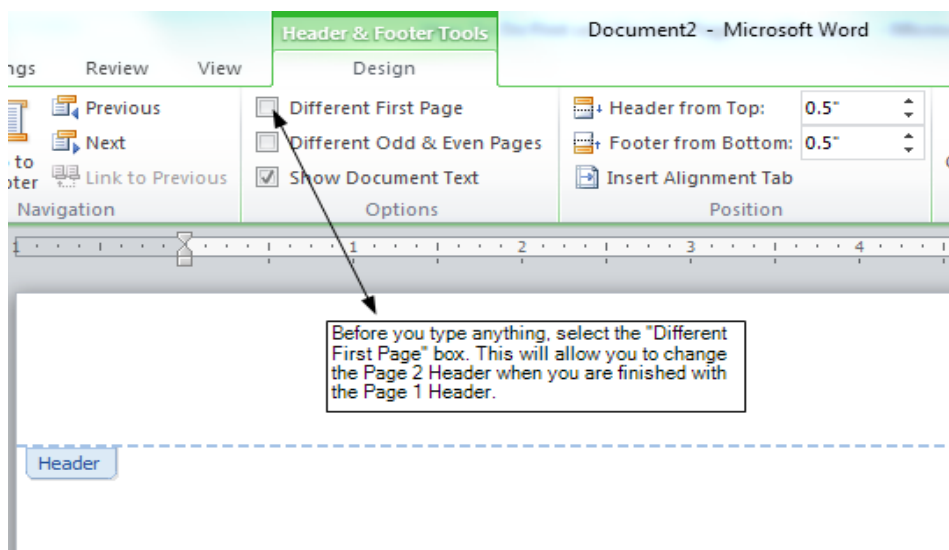 Header & Footer Tools
Document2 - Microsoft Word
ngs Review View Design
Previous Different First Page Header from Top: 0.5"
Next Different Odd & Even Pages Footer from Bottom: 0.5"
to
oter Link to Previous Show Document Text Insert Alignment Tab
Navigation Options Position
1 1 2 3 4
Before you type anything, select the "Different
First Page" box. This will allow you to change
the Page 2 Header when you are finished with
the Page 1 Header.
Header